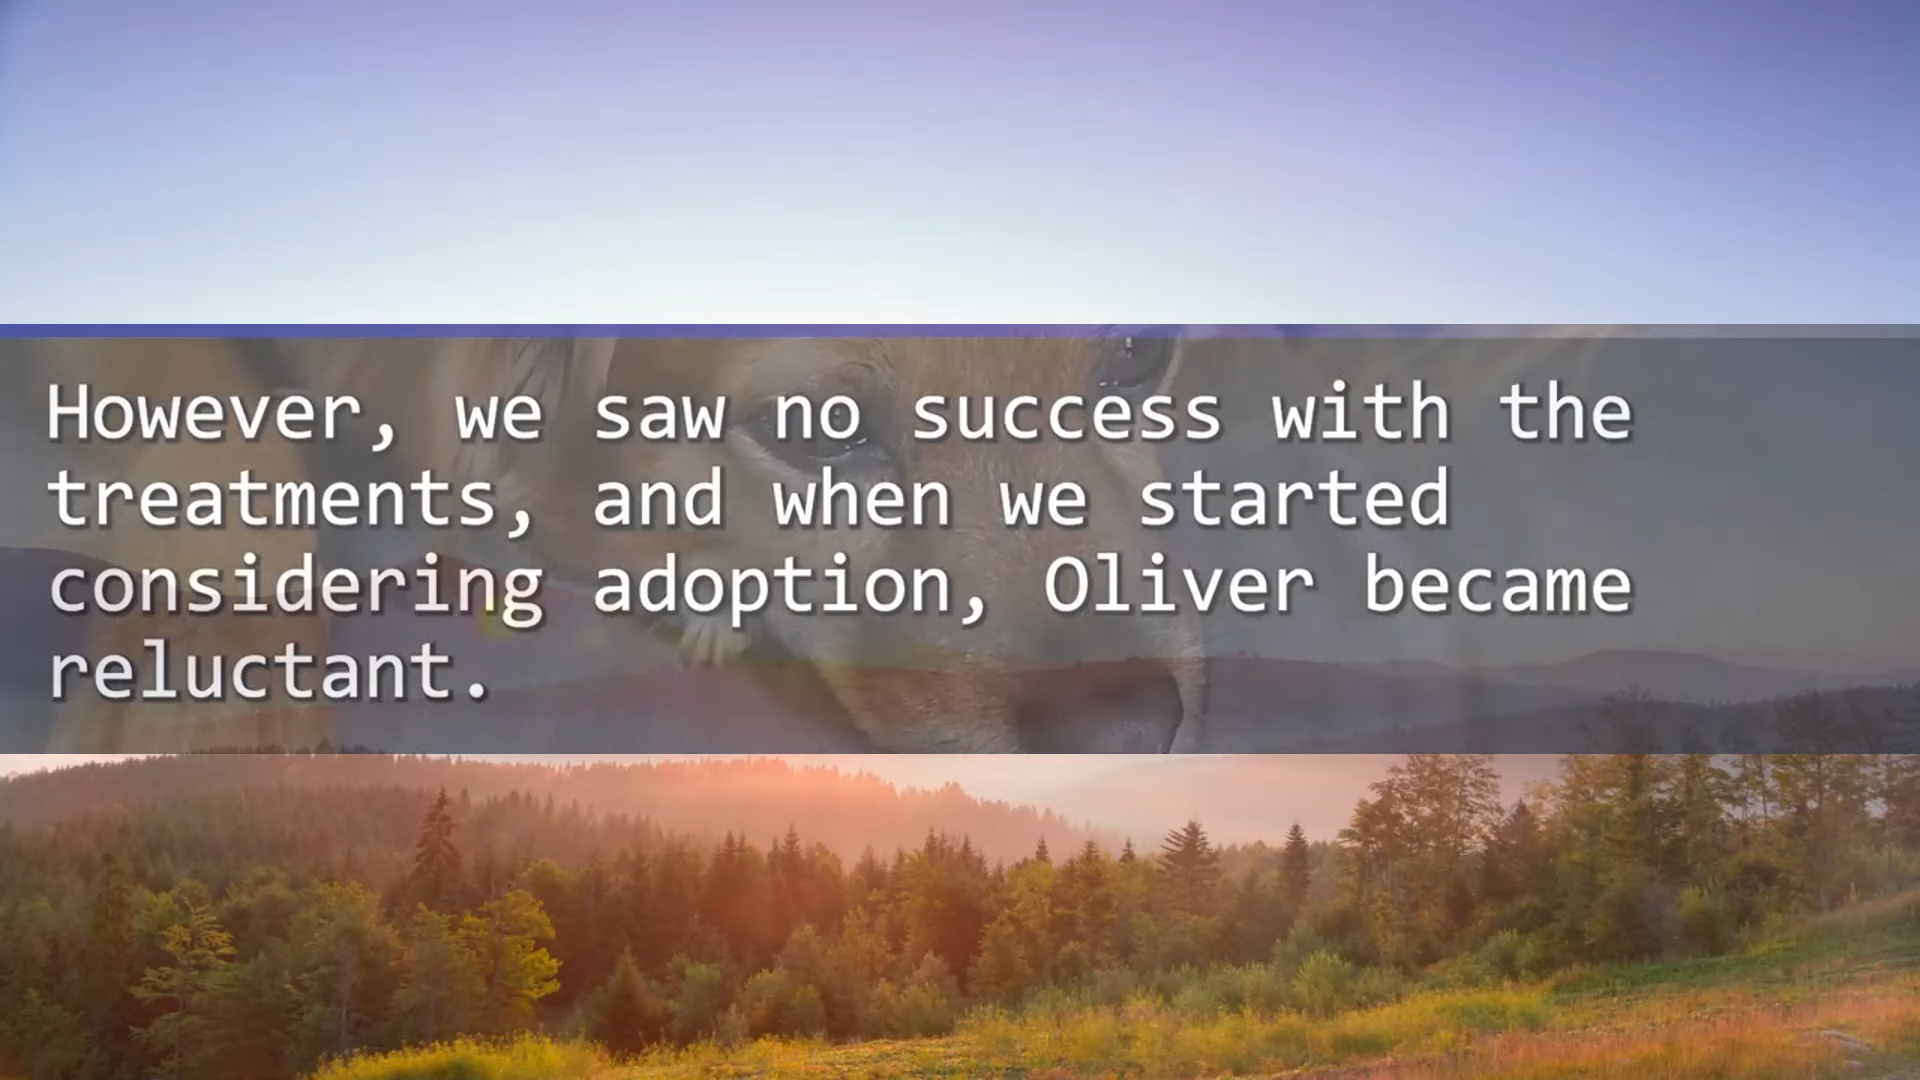 However, we saw no success with the
treatments, and when we started
considering adoption, Oliver became
reluctant.